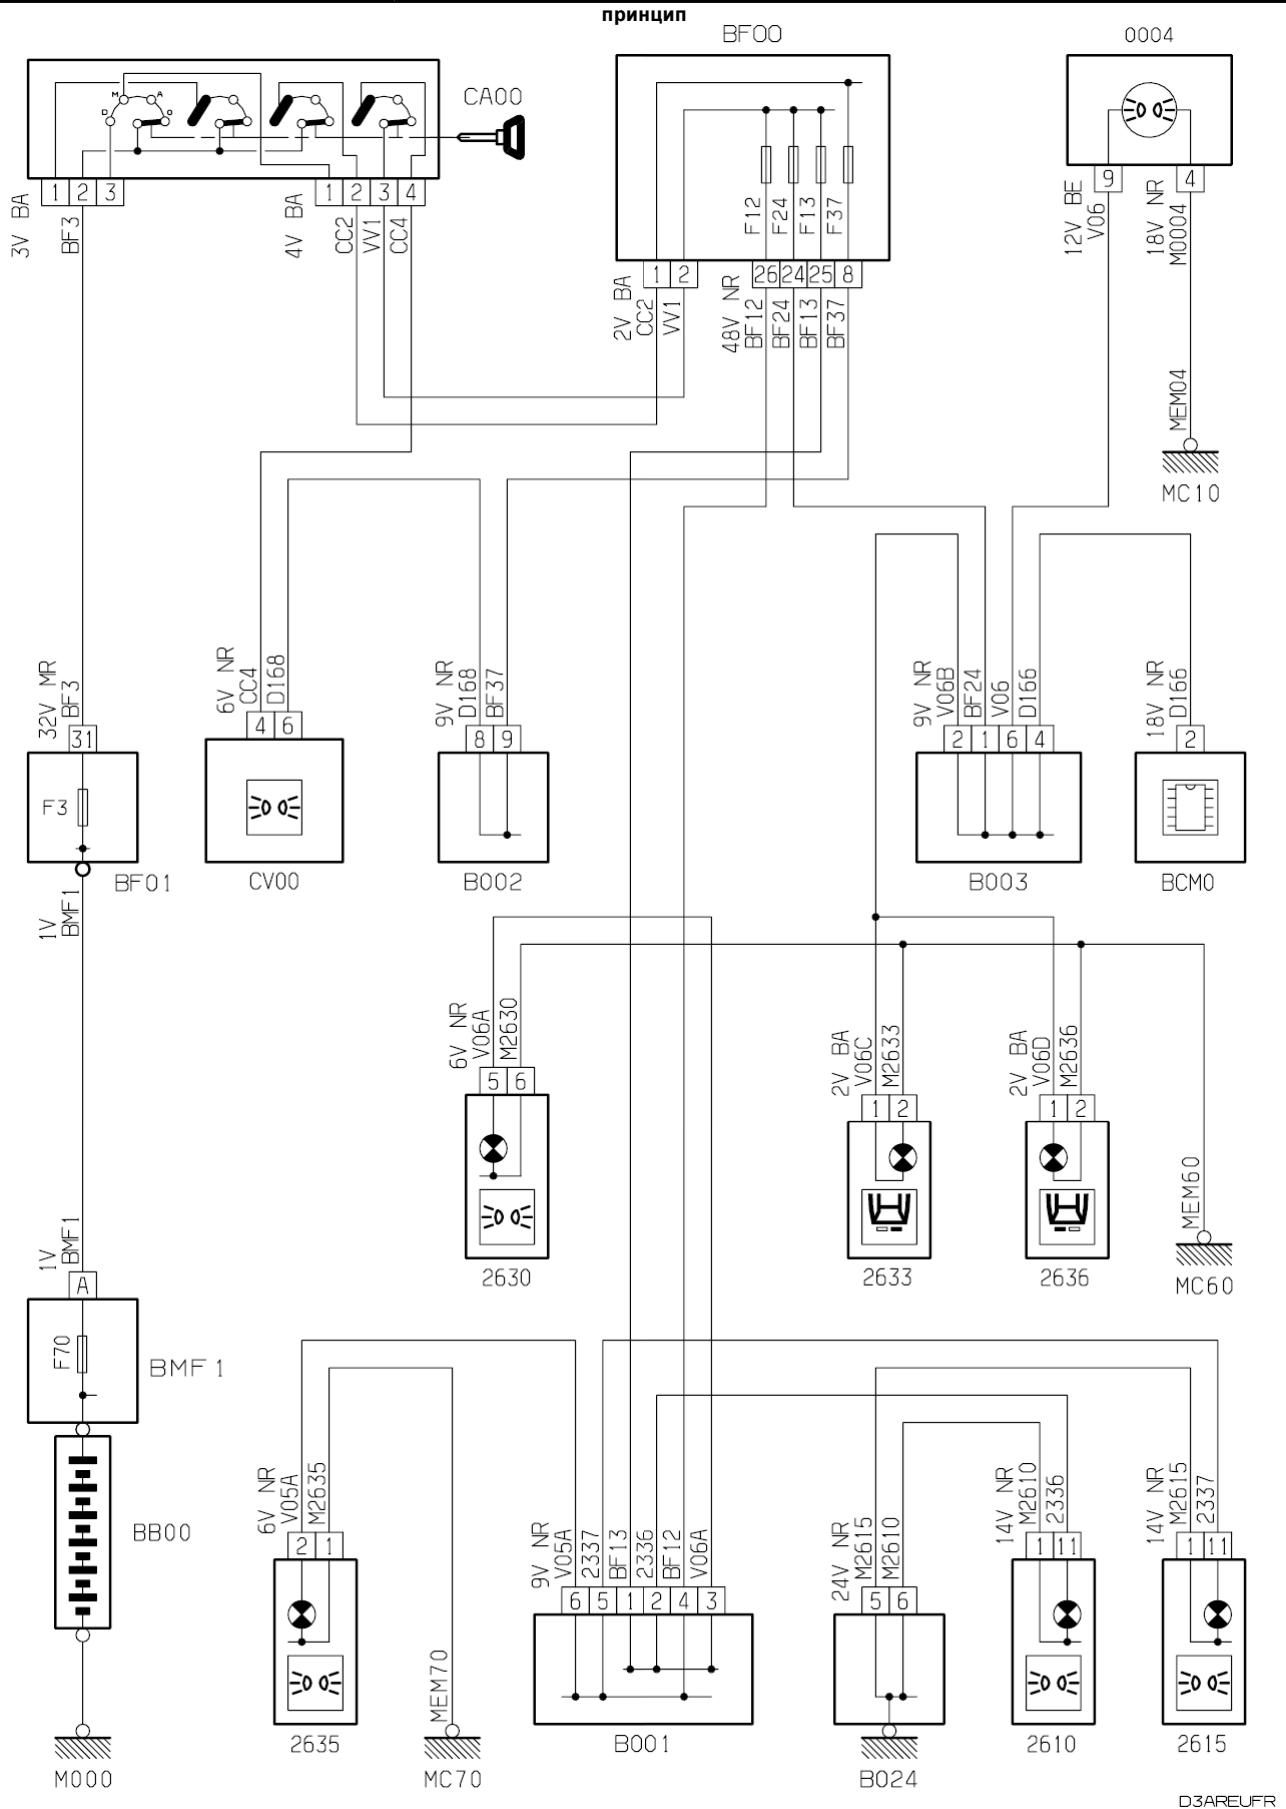 принцип
BF00
0004
CA00
M A
D O
1 2 3
1 2 3 4
3V BA
BF3
4V BA
CC2
VV1
CC4
F12
F24
F13
F37
1 2
26 24 25 8
2V BA
CC2
VV1
48V NR
BF12
BF24
BF13
BF37
9
4
12V BE
V06
18V NR
M0004
MEM04
MC10
32V MR
BF3
31
F3
BF01
1V
BMF1
6V NR
CC4
D168
4 6
CV00
9V NR
D168
BF37
8 9
B002
9V NR
V06B
BF24
V06
D166
2 1 6 4
B003
18V NR
D166
2
BCM0
6V NR
V06A
M2630
5 6
2630
2V BA
V06C
M2633
1 2
2633
2V BA
V06D
M2636
1 2
2636
MEM60
MC60
1V
BMF1
A
F70
BMF1
BB00
M000
6V NR
V05A
M2635
2 1
2635
MEM70
MC70
9V NR
V05A
2337
BF13
2336
BF12
V06A
6 5 1 2 4 3
B001
24V NR
M2615
M2610
5 6
B024
14V NR
M2610
2336
1 11
2610
14V NR
M2615
2337
1 11
2615
D3AREUFR